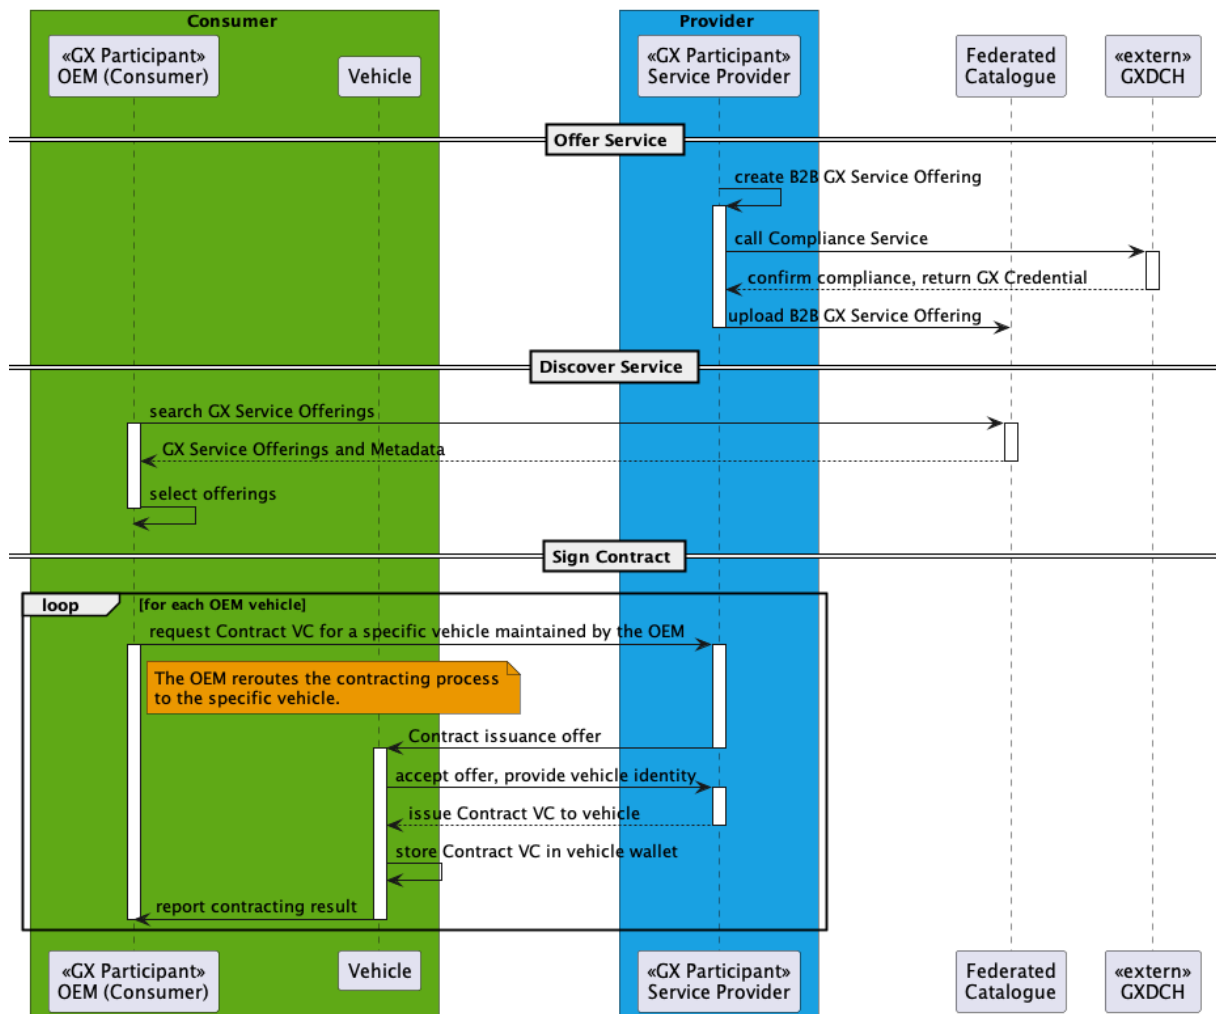 Consumer
Provider
«GX Participant»
OEM (Consumer)
Vehicle
«GX Participant»
Service Provider
Federated
Catalogue
«extern»
GXDCH
Offer Service
create B2B GX Service Offering
call Compliance Service
confirm compliance, return GX Credential
upload B2B GX Service Offering
Discover Service
search GX Service Offerings
GX Service Offerings and Metadata
select offerings
Sign Contract
loop
[for each OEM vehicle]
request Contract VC for a specific vehicle maintained by the OEM
The OEM reroutes the contracting process
to the specific vehicle.
Contract issuance offer
accept offer, provide vehicle identity
issue Contract VC to vehicle
store Contract VC in vehicle wallet
report contracting result
«GX Participant»
OEM (Consumer)
Vehicle
«GX Participant»
Service Provider
Federated
Catalogue
«extern»
GXDCH